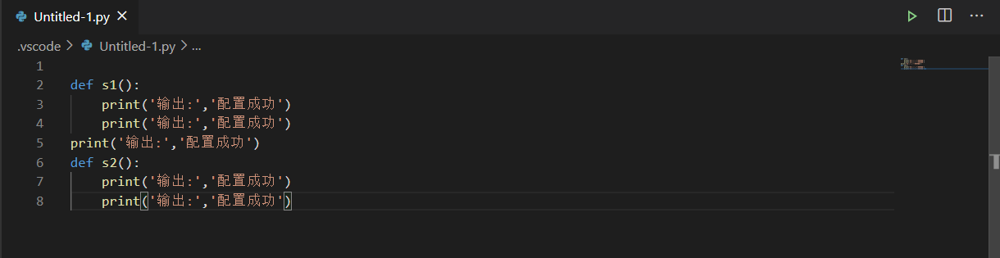 Untitled-1.py
.vscode > Untitled-1.py > ...
1
2 def s1():
3     print('输出:','配置成功')
4     print('输出:','配置成功')
5 print('输出:','配置成功')
6 def s2():
7     print('输出:','配置成功')
8     print('输出:','配置成功')